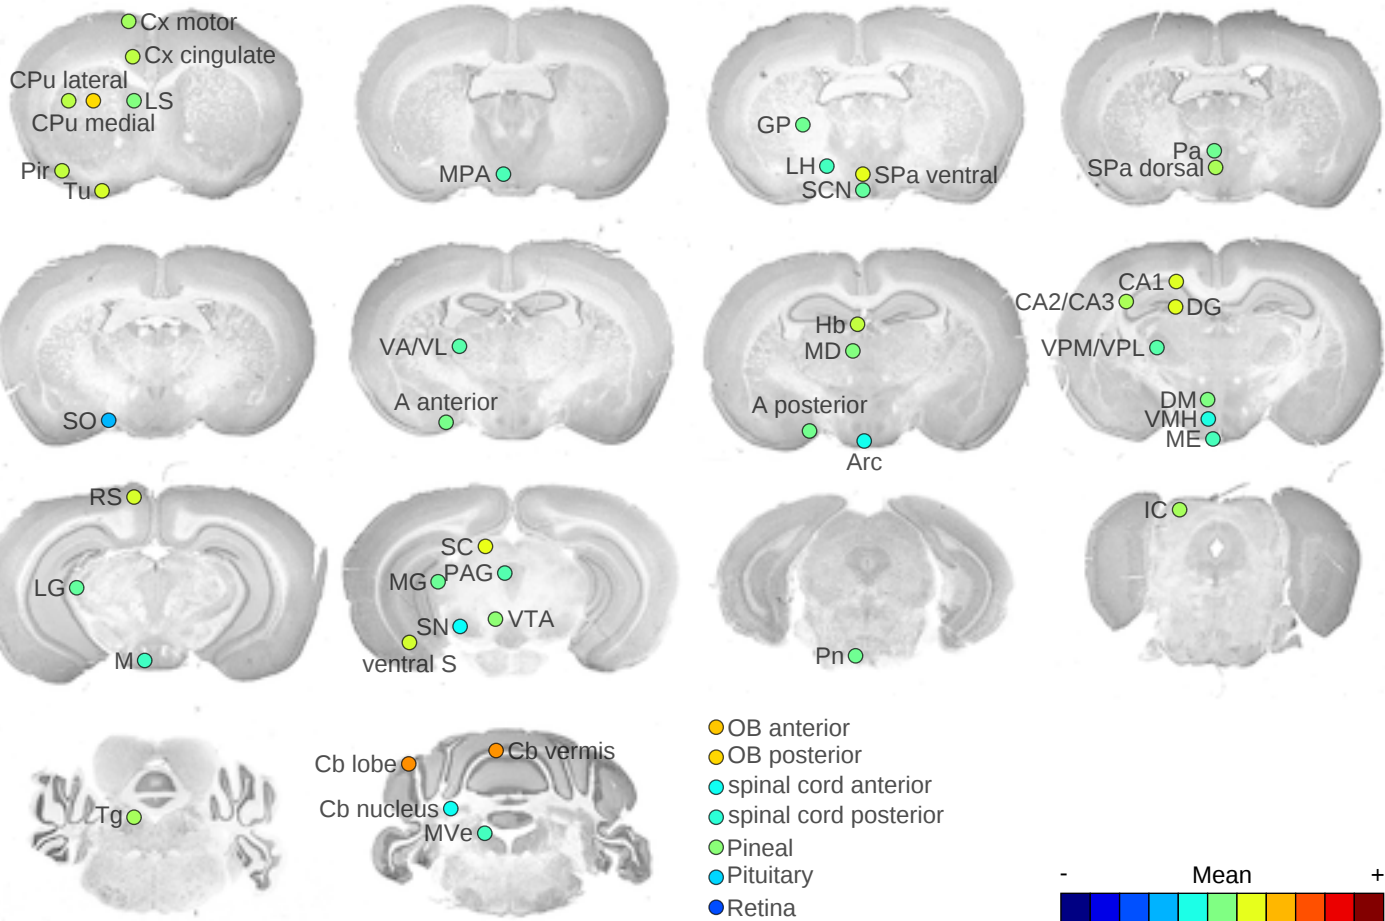 Cx motor
Cx cingulate
CPu lateral
LS
CPu medial
Pir
Tu
MPA
GP
LH
SPa ventral
SCN
Pa
SPa dorsal
SO
VA/VL
A anterior
Hb
MD
A posterior
Arc
CA1
CA2/CA3
DG
VPM/VPL
DM
VMH
ME
RS
LG
M
SC
MG
PAG
SN
VTA
ventral S
Pn
IC
Tg
Cb lobe
Cb vermis
Cb nucleus
MVe
OB anterior
OB posterior
spinal cord anterior
spinal cord posterior
Pineal
Pituitary
Retina
- Mean +